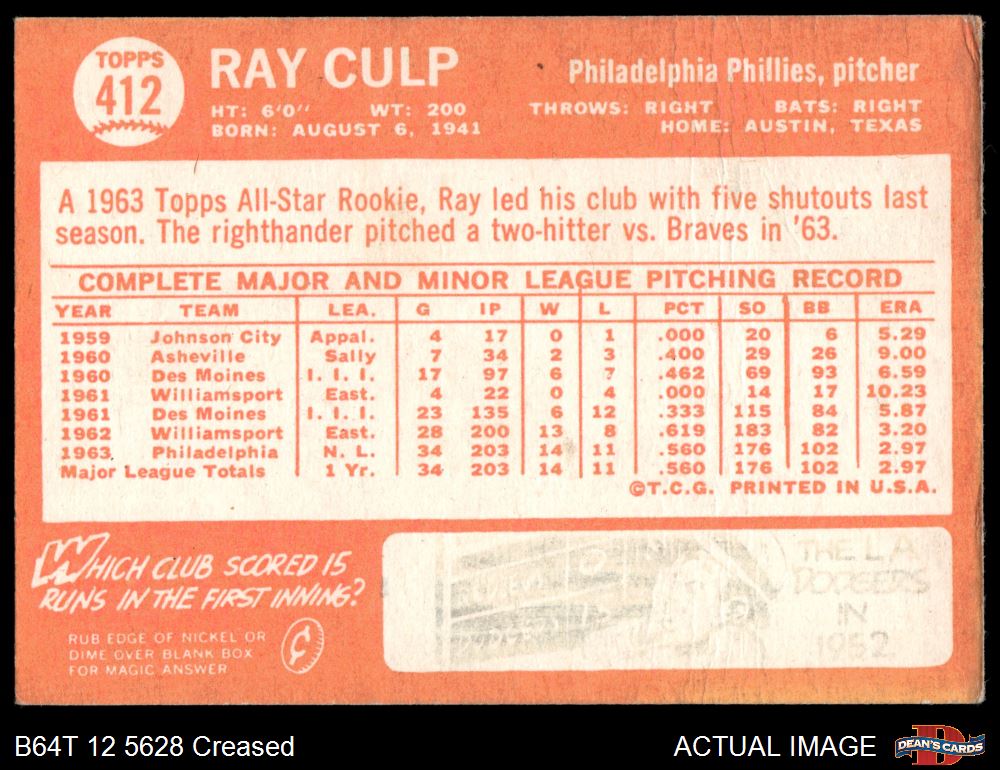 TOPPS
412
RAY CULP
HT: 6'0" WT: 200
BORN: AUGUST 6, 1941
Philadelphia Phillies, pitcher
THROWS: RIGHT BATS: RIGHT
HOME: AUSTIN, TEXAS
A 1963 Topps All-Star Rookie, Ray led his club with five shutouts last
season. The righthander pitched a two-hitter vs. Braves in '63.
COMPLETE MAJOR AND MINOR LEAGUE PITCHING RECORD
YEAR TEAM LEA. G IP W L PCT SO BB ERA
1959 Johnson City Appal. 4 17 0 1 .000 20 6 5.29
1960 Asheville Sally 7 34 2 3 .400 29 26 9.00
1960 Des Moines I. I. I. 17 97 6 7 .462 69 93 6.59
1961 Williamsport East. 4 22 0 4 .000 14 17 10.23
1961 Des Moines I. I. I. 23 135 6 12 .333 115 84 5.87
1962 Williamsport East. 28 200 13 8 .619 183 82 3.20
1963 Philadelphia N. L. 34 203 14 11 .560 176 102 2.97
Major League Totals 1 Yr. 34 203 14 11 .560 176 102 2.97
©T.C.G. PRINTED IN U.S.A.
WHICH CLUB SCORED 15
RUNS IN THE FIRST INNING?
RUB EDGE OF NICKEL OR
DIME OVER BLANK BOX
FOR MAGIC ANSWER
¢
THE L.A.
DODGERS
IN
1952
B64T 12 5628 Creased
ACTUAL IMAGE
DEAN'S CARDS